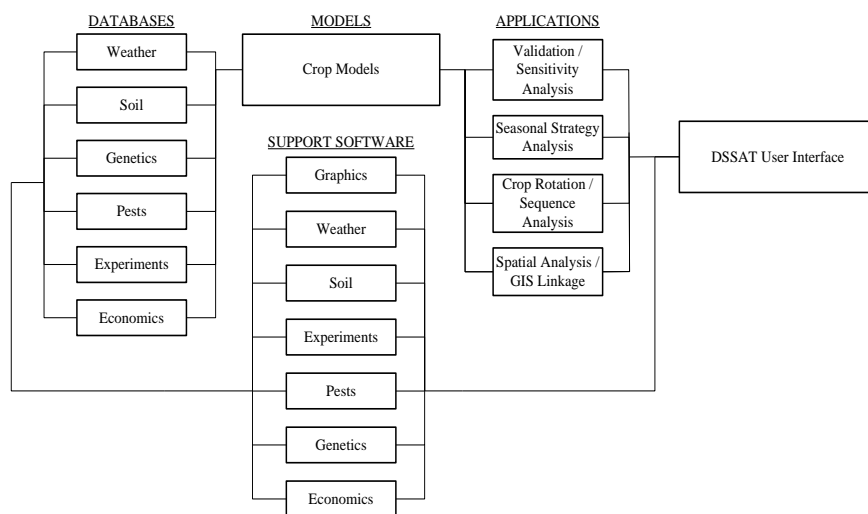 DATABASES
Weather
Soil
Genetics
Pests
Experiments
Economics
MODELS
Crop Models
SUPPORT SOFTWARE
Graphics
Weather
Soil
Experiments
Pests
Genetics
Economics
APPLICATIONS
Validation /
Sensitivity
Analysis
Seasonal Strategy
Analysis
Crop Rotation /
Sequence
Analysis
Spatial Analysis /
GIS Linkage
DSSAT User Interface